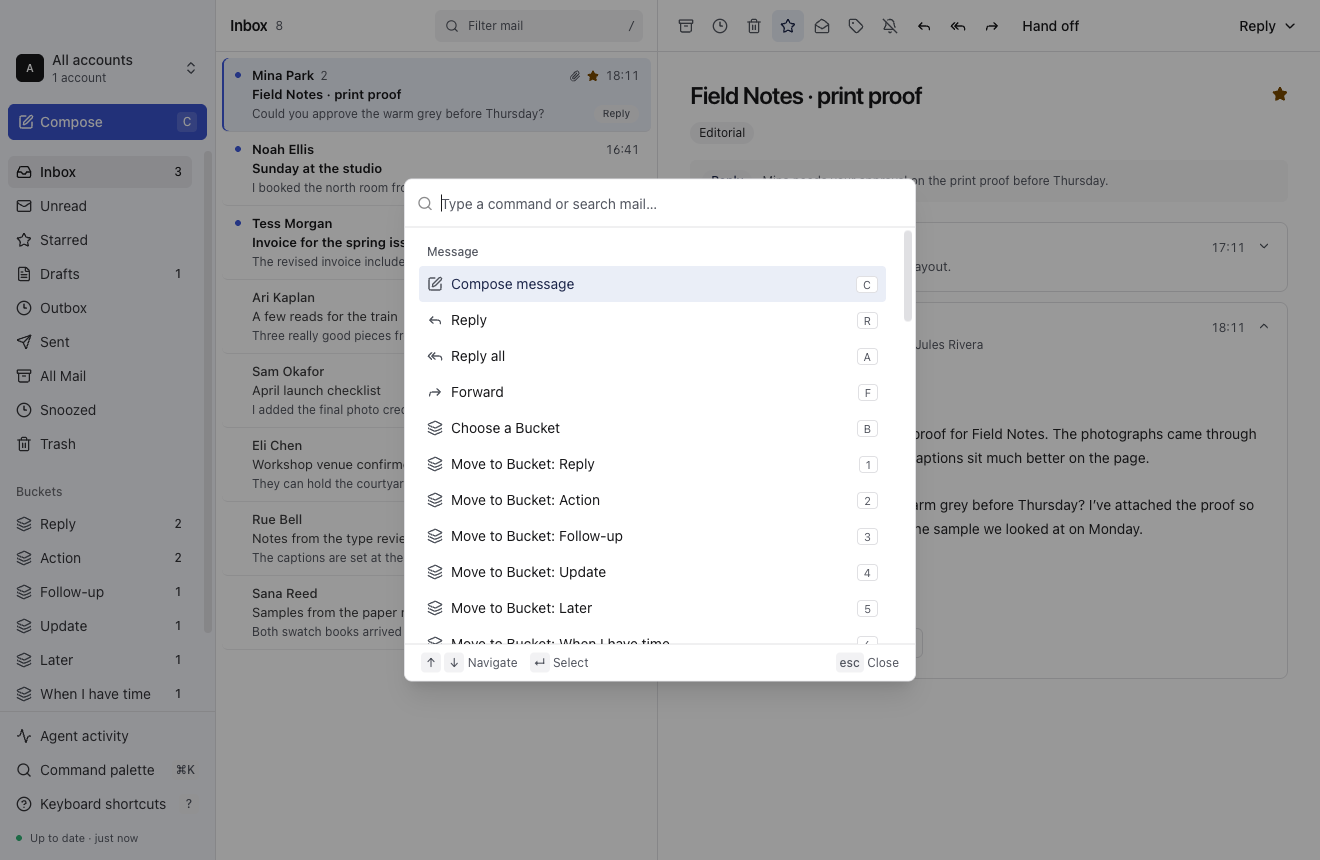 A
All accounts
1 account
Compose C
Inbox 3
Unread
Starred
Drafts 1
Outbox
Sent
All Mail
Snoozed
Trash
Buckets
Reply 2
Action 2
Follow-up 1
Update 1
Later 1
When I have time 1
Agent activity
Command palette ⌘K
Keyboard shortcuts ?
Up to date · just now
Inbox 8
Filter mail /
Mina Park 2 18:11
Field Notes · print proof
Could you approve the warm grey before Thursday? Reply
Noah Ellis 16:41
Sunday at the studio
I booked the north room
Tess Morgan
Invoice for the spring
The revised invoice
Ari Kaplan
A few reads for the train
Three really good pieces
Sam Okafor
April launch checklist
I added the final photo
Eli Chen
Workshop venue
They can hold the
Rue Bell
Notes from the type
The captions are set at the
Sana Reed
Samples from the paper
Both swatch books arrived
Hand off
Reply
Field Notes · print proof
Editorial
on the print proof before Thursday.
17:11
18:11
Jules Rivera
proof for Field Notes. The photographs came through
sit much better on the page.
grey before Thursday? I've attached the proof so
sample we looked at on Monday.
Type a command or search mail…
Message
Compose message C
Reply R
Reply all A
Forward F
Choose a Bucket B
Move to Bucket: Reply 1
Move to Bucket: Action 2
Move to Bucket: Follow-up 3
Move to Bucket: Update 4
Move to Bucket: Later 5
Move to Bucket: When I have time
↑ ↓ Navigate ↵ Select esc Close